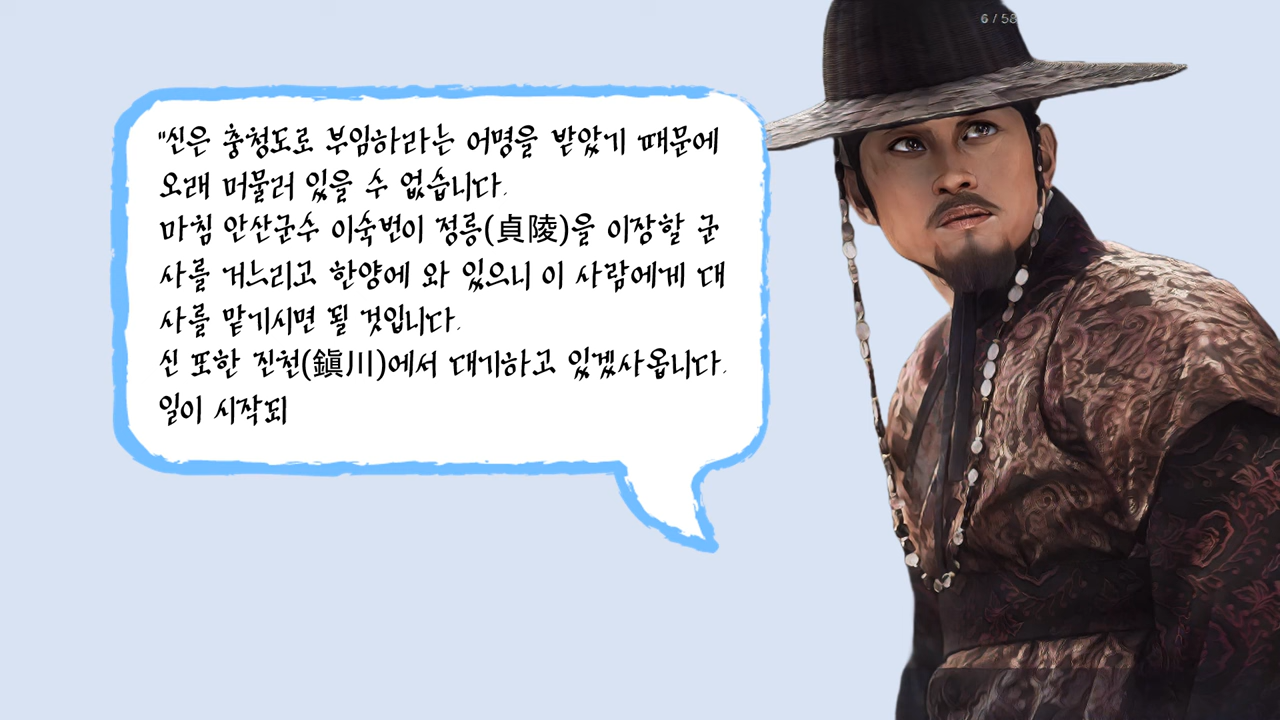 6 / 58
"신은 충청도로 부임하라는 어명을 받았기 때문에
오래 머물러 있을 수 없습니다.
마침 안산군수 이숙번이 정릉(貞陵)을 이장할 군
사를 거느리고 한양에 와 있으니 이 사람에게 대
사를 맡기시면 될 것입니다.
신 또한 진천(鎭川)에서 대기하고 있겠사옵니다.
일이 시작되